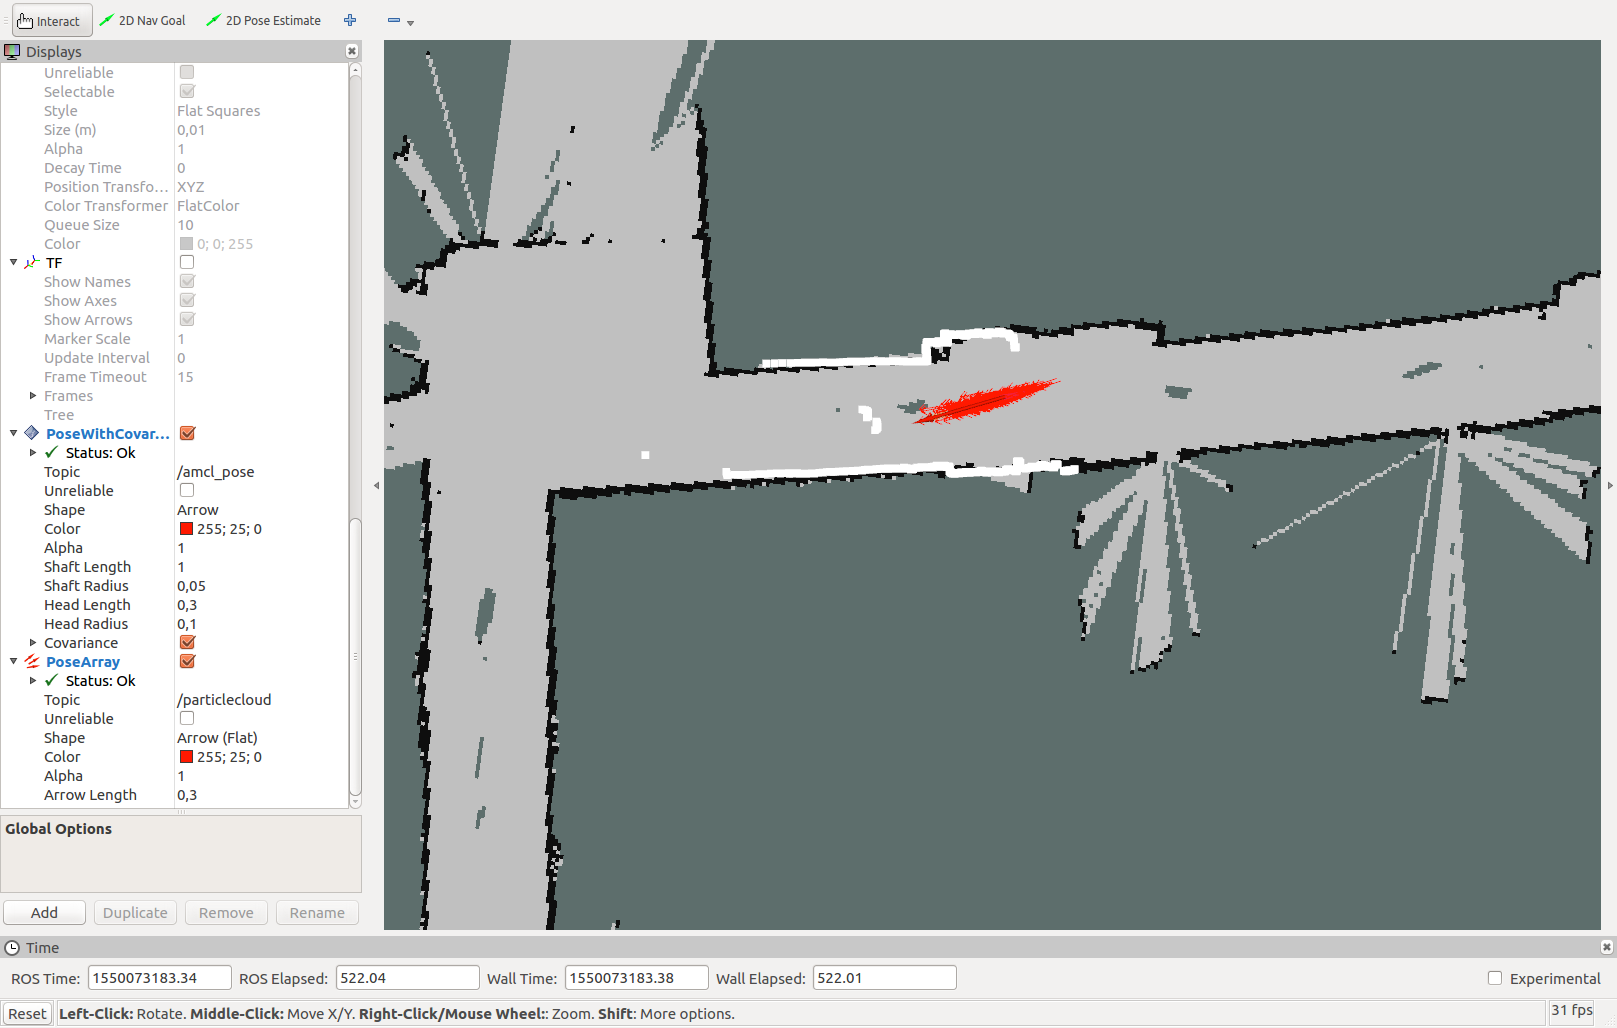 Interact 2D Nav Goal 2D Pose Estimate
Displays
Unreliable
Selectable
Style Flat Squares
Size (m) 0,01
Alpha 1
Decay Time 0
Position Transfo... XYZ
Color Transformer FlatColor
Queue Size 10
Color 0; 0; 255
TF
Show Names
Show Axes
Show Arrows
Marker Scale 1
Update Interval 0
Frame Timeout 15
Frames
Tree
PoseWithCovar...
Status: Ok
Topic /amcl_pose
Unreliable
Shape Arrow
Color 255; 25; 0
Alpha 1
Shaft Length 1
Shaft Radius 0,05
Head Length 0,3
Head Radius 0,1
Covariance
PoseArray
Status: Ok
Topic /particlecloud
Unreliable
Shape Arrow (Flat)
Color 255; 25; 0
Alpha 1
Arrow Length 0,3
Global Options
Add Duplicate Remove Rename
Time
ROS Time: 1550073183.34 ROS Elapsed: 522.04 Wall Time: 1550073183.38 Wall Elapsed: 522.01 Experimental
Reset Left-Click: Rotate. Middle-Click: Move X/Y. Right-Click/Mouse Wheel:: Zoom. Shift: More options. 31 fps